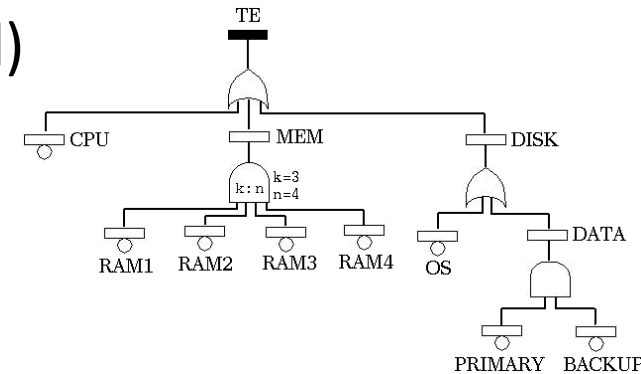 TE
)
CPU
MEM
DISK
k:n
k=3
n=4
RAM1
RAM2
RAM3
RAM4
OS
DATA
PRIMARY
BACKUP